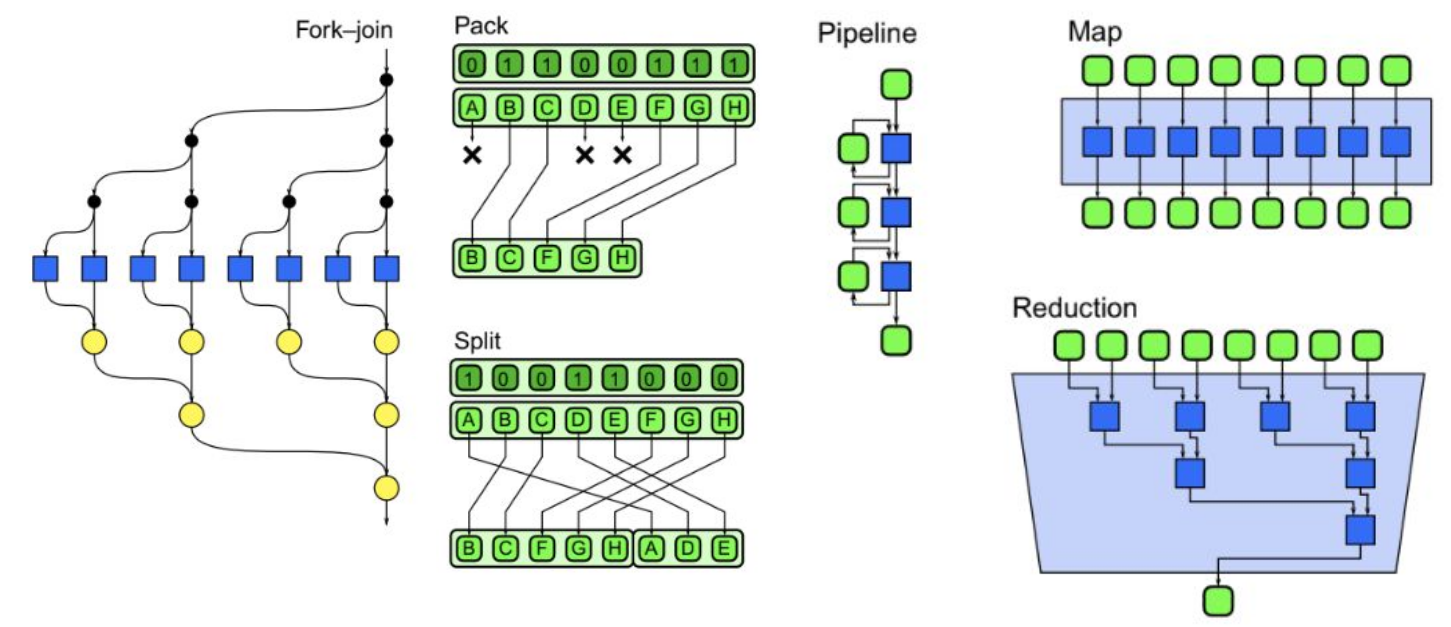 Fork–join
Pack
0 1 1 0 0 1 1 1
A B C D E F G H
B C F G H
Split
1 0 0 1 1 0 0 0
A B C D E F G H
B C F G H A D E
Pipeline
Map
Reduction